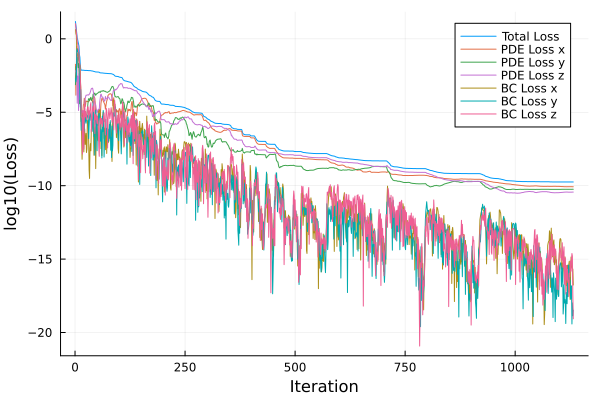 log10(Loss)
0
−5
−10
−15
−20
0
250
500
750
1000
Iteration
Total Loss
PDE Loss x
PDE Loss y
PDE Loss z
BC Loss x
BC Loss y
BC Loss z